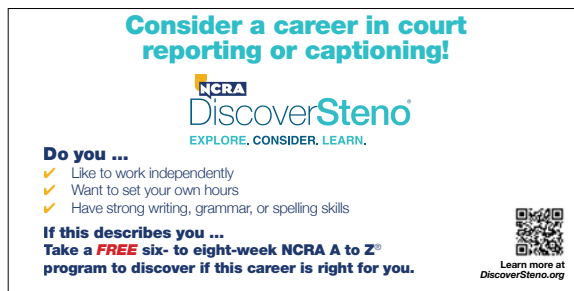 Consider a career in court
reporting or captioning!
NCRA
DiscoverSteno®
EXPLORE. CONSIDER. LEARN.
Do you ...
✔ Like to work independently
✔ Want to set your own hours
✔ Have strong writing, grammar, or spelling skills
If this describes you ...
Take a FREE six- to eight-week NCRA A to Z®
program to discover if this career is right for you.
Learn more at
DiscoverSteno.org